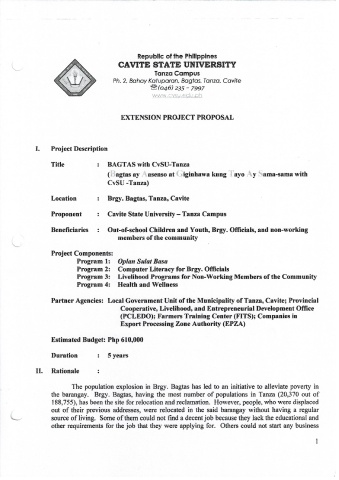 Republic of the Philippines
CAVITE STATE UNIVERSITY
Tanza Campus
Ph. 2, Bahay Katuparan, Bagtas, Tanza, Cavite
☎(046) 235 - 7997
www.cvsu.edu.ph
EXTENSION PROJECT PROPOSAL
I. Project Description
Title : BAGTAS with CvSU-Tanza
(Bagtas ay Asenso at Giginhawa kung Tayo Ay Sama-sama with
CvSU -Tanza)
Location : Brgy. Bagtas, Tanza, Cavite
Proponent : Cavite State University – Tanza Campus
Beneficiaries : Out-of-school Children and Youth, Brgy. Officials, and non-working
members of the community
Project Components:
Program 1: Oplan Sulat Basa
Program 2: Computer Literacy for Brgy. Officials
Program 3: Livelihood Programs for Non-Working Members of the Community
Program 4: Health and Wellness
Partner Agencies: Local Government Unit of the Municipality of Tanza, Cavite; Provincial
Cooperative, Livelihood, and Entrepreneurial Development Office
(PCLEDO); Farmers Training Center (FITS); Companies in
Export Processing Zone Authority (EPZA)
Estimated Budget: Php 610,000
Duration : 5 years
II. Rationale :
The population explosion in Brgy. Bagtas has led to an initiative to alleviate poverty in
the barangay. Brgy. Bagtas, having the most number of populations in Tanza (20,370 out of
188,755), has been the site for relocation and reclamation. However, people, who were displaced
out of their previous addresses, were relocated in the said barangay without having a regular
source of living. Some of them could not find a decent job because they lack the educational and
other requirements for the job that they were applying for. Others could not start any business
1